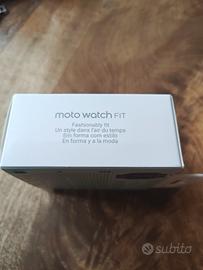 moto watch FIT
Fashionably fit
Un style dans l'air du temps
Em forma com estilo
En forma y a la moda
subito